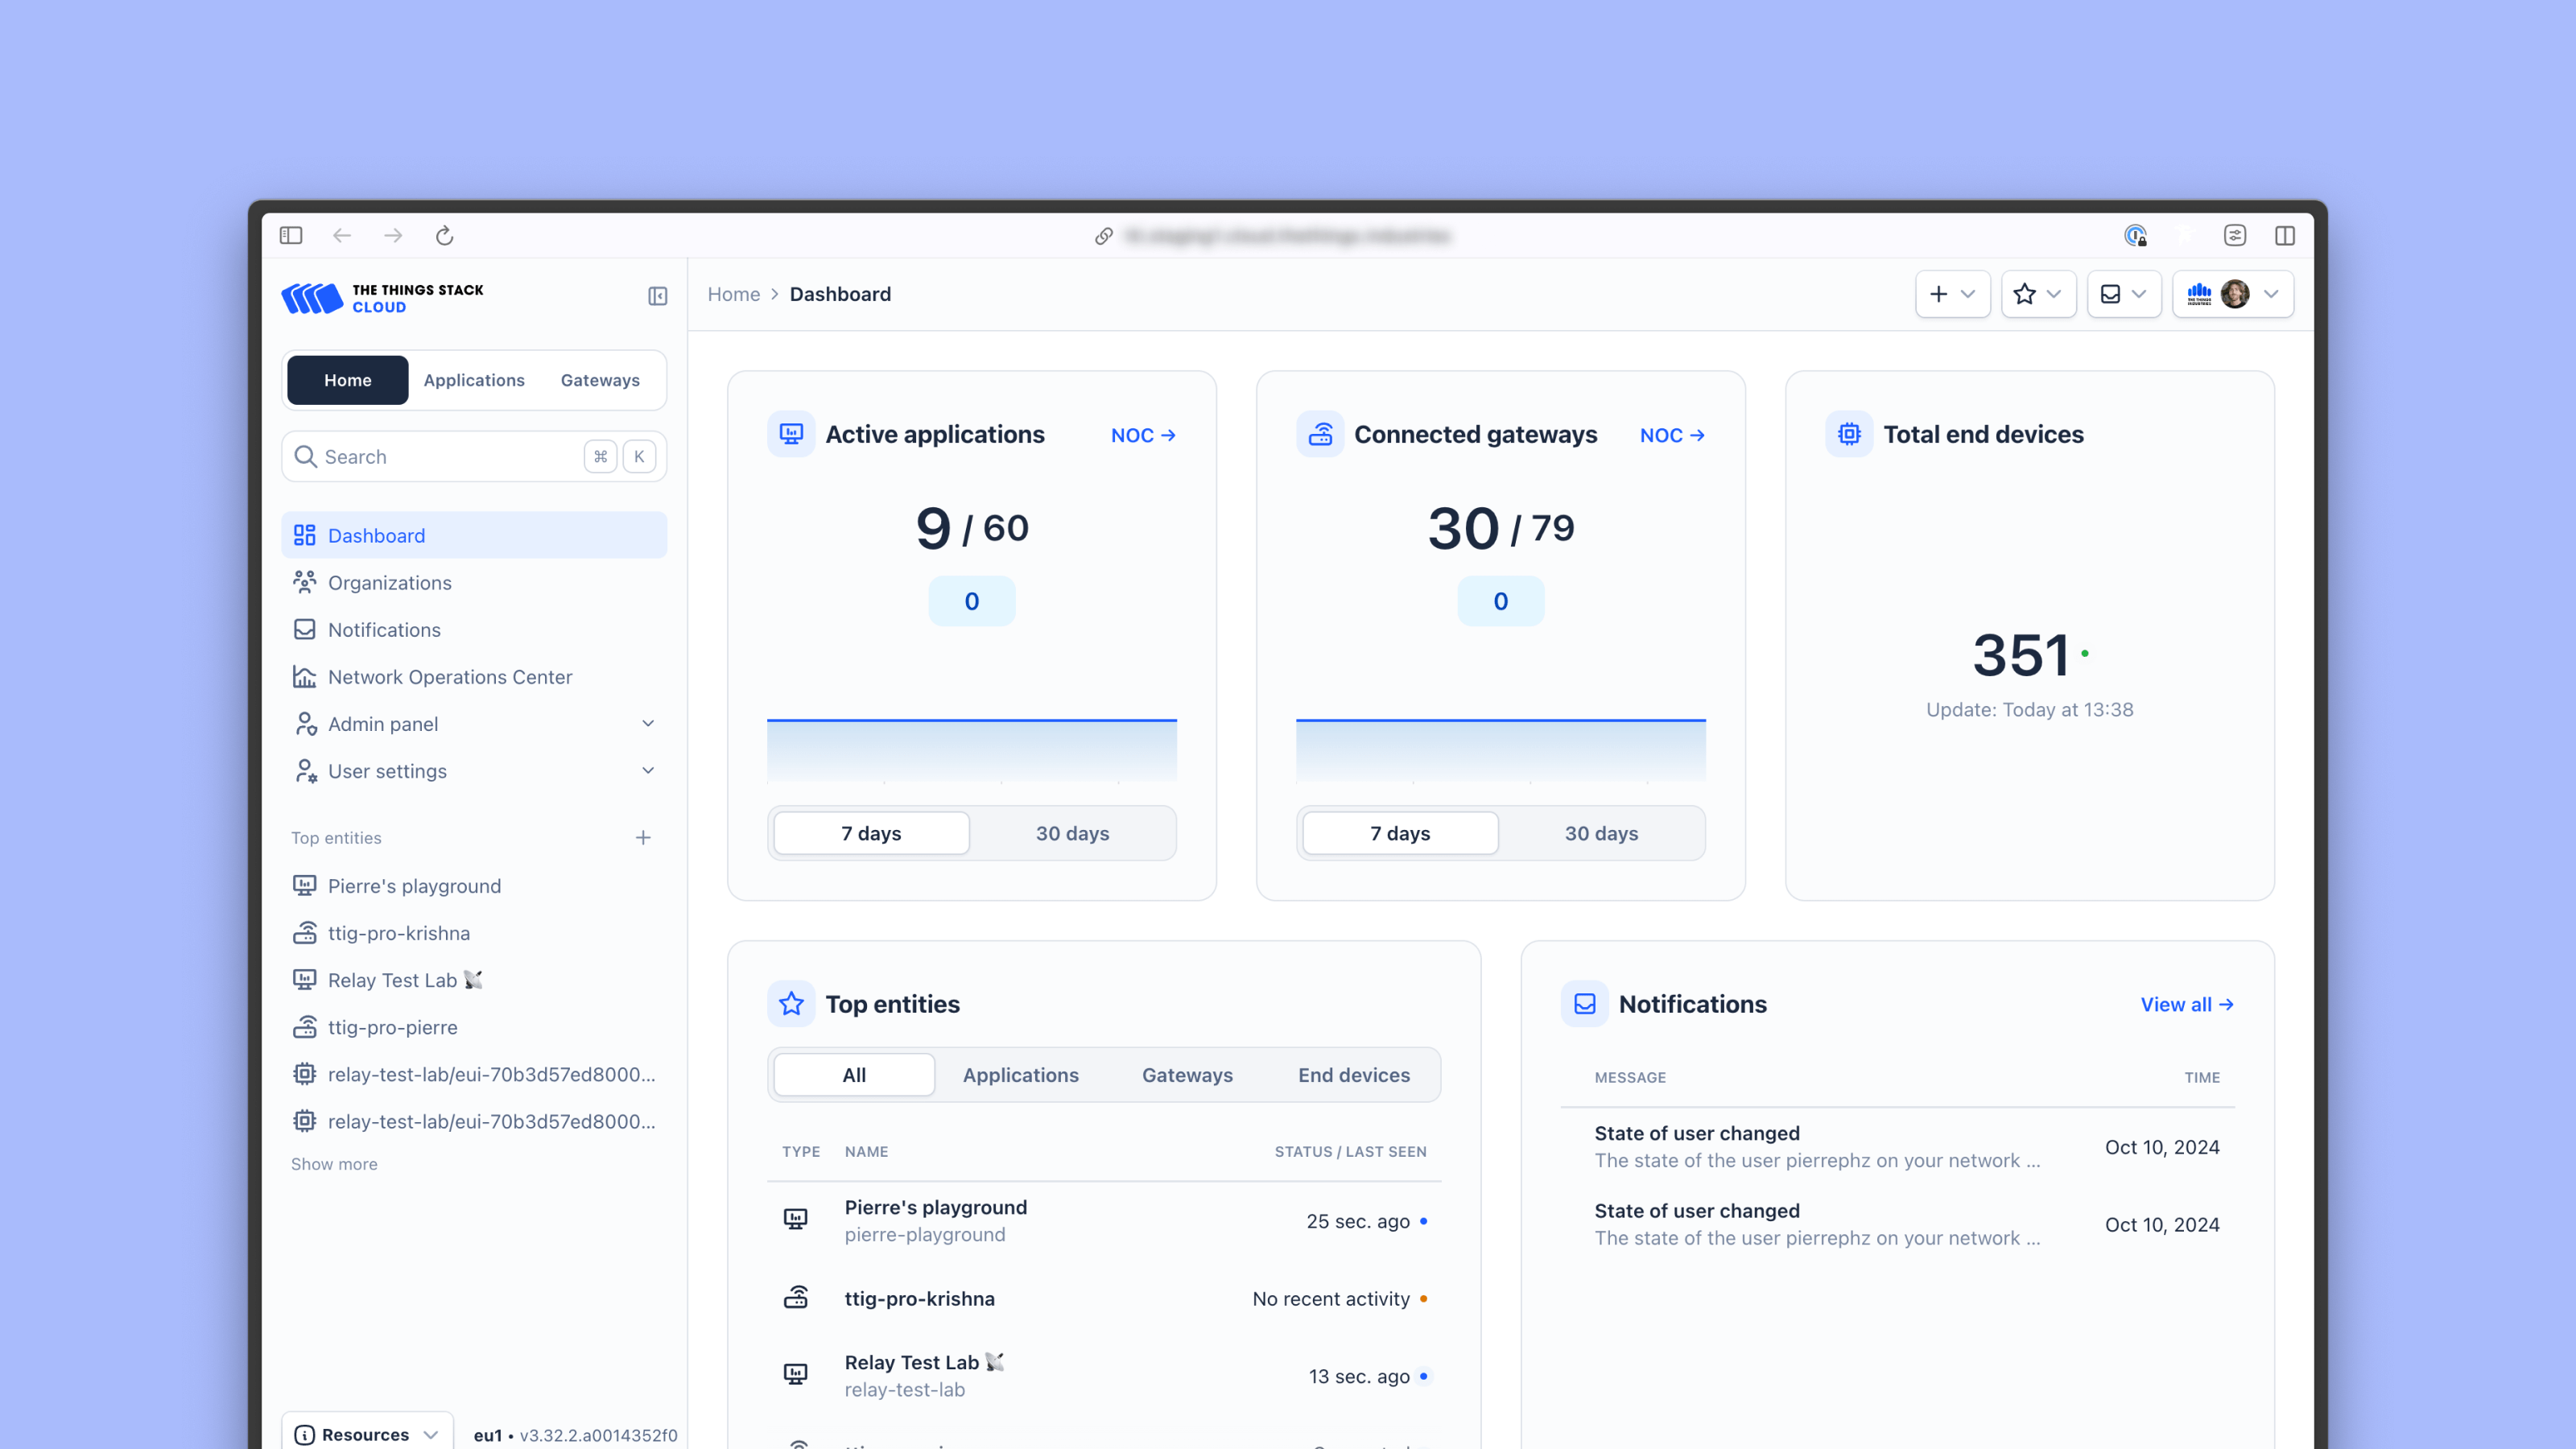 THE THINGS STACK
CLOUD
Home > Dashboard
THE THINGS
INDUSTRIES
Home Applications Gateways
Search ⌘ K
Dashboard
Organizations
Notifications
Network Operations Center
Admin panel
User settings
Top entities
Pierre's playground
ttig-pro-krishna
Relay Test Lab 📡
ttig-pro-pierre
relay-test-lab/eui-70b3d57ed8000...
relay-test-lab/eui-70b3d57ed8000...
Show more
Resources eu1 • v3.32.2.a0014352f0
Active applications NOC →
9 / 60
0
7 days 30 days
Connected gateways NOC →
30 / 79
0
7 days 30 days
Total end devices
351
Update: Today at 13:38
Top entities
All Applications Gateways End devices
TYPE NAME STATUS / LAST SEEN
Pierre's playground
pierre-playground
25 sec. ago
ttig-pro-krishna No recent activity
Relay Test Lab 📡
relay-test-lab
13 sec. ago
Notifications View all →
MESSAGE TIME
State of user changed
The state of the user pierrephz on your network ...
Oct 10, 2024
State of user changed
The state of the user pierrephz on your network ...
Oct 10, 2024